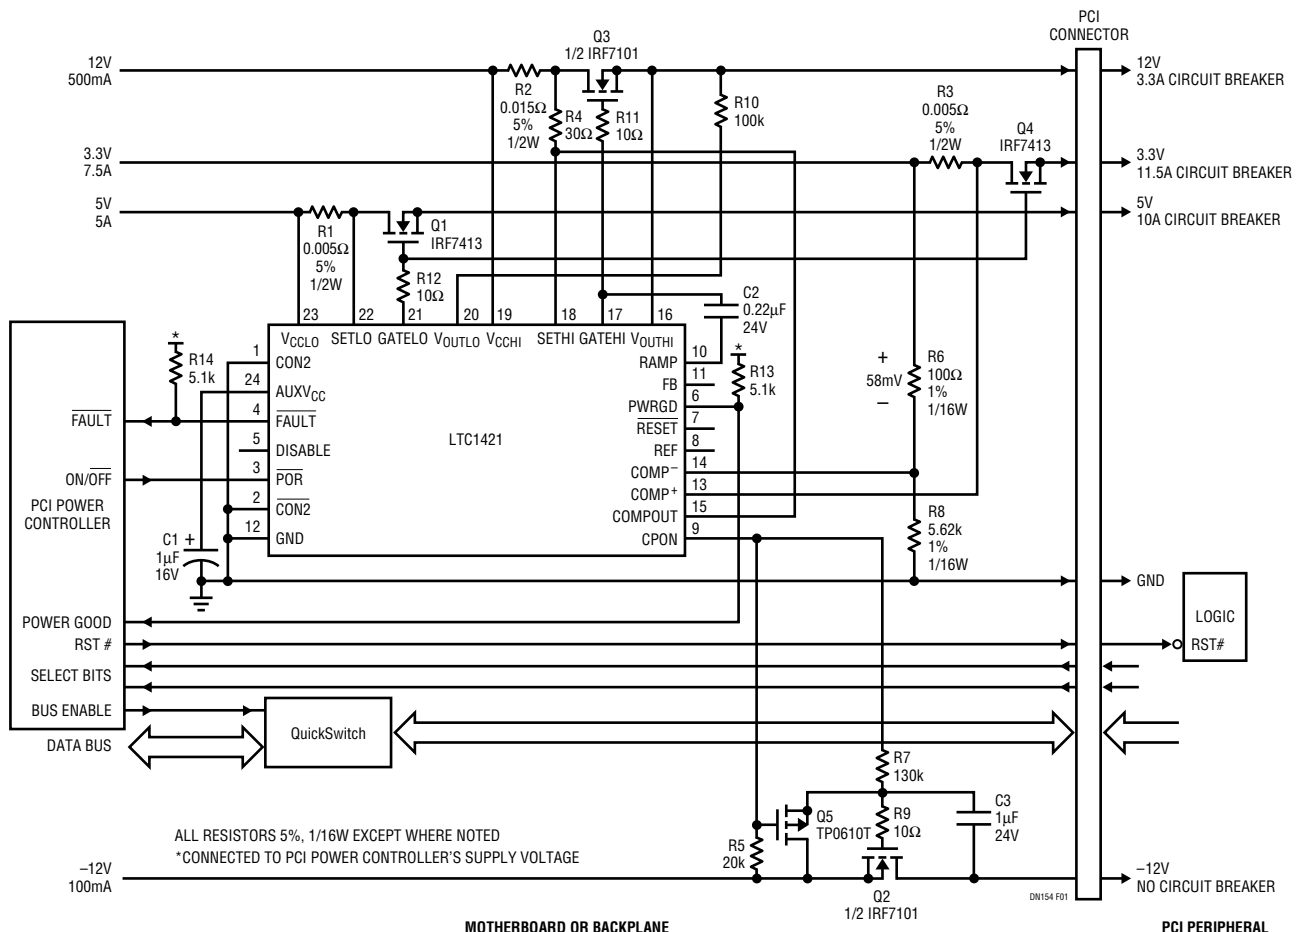 PCI
CONNECTOR
Q3
1/2 IRF7101
12V
500mA
12V
3.3A CIRCUIT BREAKER
R2
0.015Ω
5%
1/2W
R4
30Ω
R11
10Ω
R10
100k
R3
0.005Ω
5%
1/2W
Q4
IRF7413
3.3V
7.5A
3.3V
11.5A CIRCUIT BREAKER
5V
5A
5V
10A CIRCUIT BREAKER
R1
0.005Ω
5%
1/2W
Q1
IRF7413
R12
10Ω
C2
0.22µF
24V
23
22
21
20
19
18
17
16
VCCLO
SETLO
GATELO
VOUTLO
VCCHI
SETHI
GATEHI
VOUTHI
*
R14
5.1k
1
CON2
24
AUXVCC
4
FAULT
5
DISABLE
3
POR
2
CON2
12
GND
LTC1421
RAMP
10
FB
11
PWRGD
6
RESET
7
REF
8
COMP–
14
COMP+
13
COMPOUT
15
CPON
9
*
R13
5.1k
+
58mV
–
R6
100Ω
1%
1/16W
R8
5.62k
1%
1/16W
FAULT
ON/OFF
PCI POWER
CONTROLLER
C1
+
1µF
16V
GND
POWER GOOD
RST #
SELECT BITS
BUS ENABLE
DATA BUS
QuickSwitch
LOGIC
RST#
R7
130k
Q5
TP0610T
R9
10Ω
C3
1µF
24V
R5
20k
ALL RESISTORS 5%, 1/16W EXCEPT WHERE NOTED
*CONNECTED TO PCI POWER CONTROLLER'S SUPPLY VOLTAGE
–12V
100mA
–12V
NO CIRCUIT BREAKER
Q2
1/2 IRF7101
DN154 F01
MOTHERBOARD OR BACKPLANE
PCI PERIPHERAL